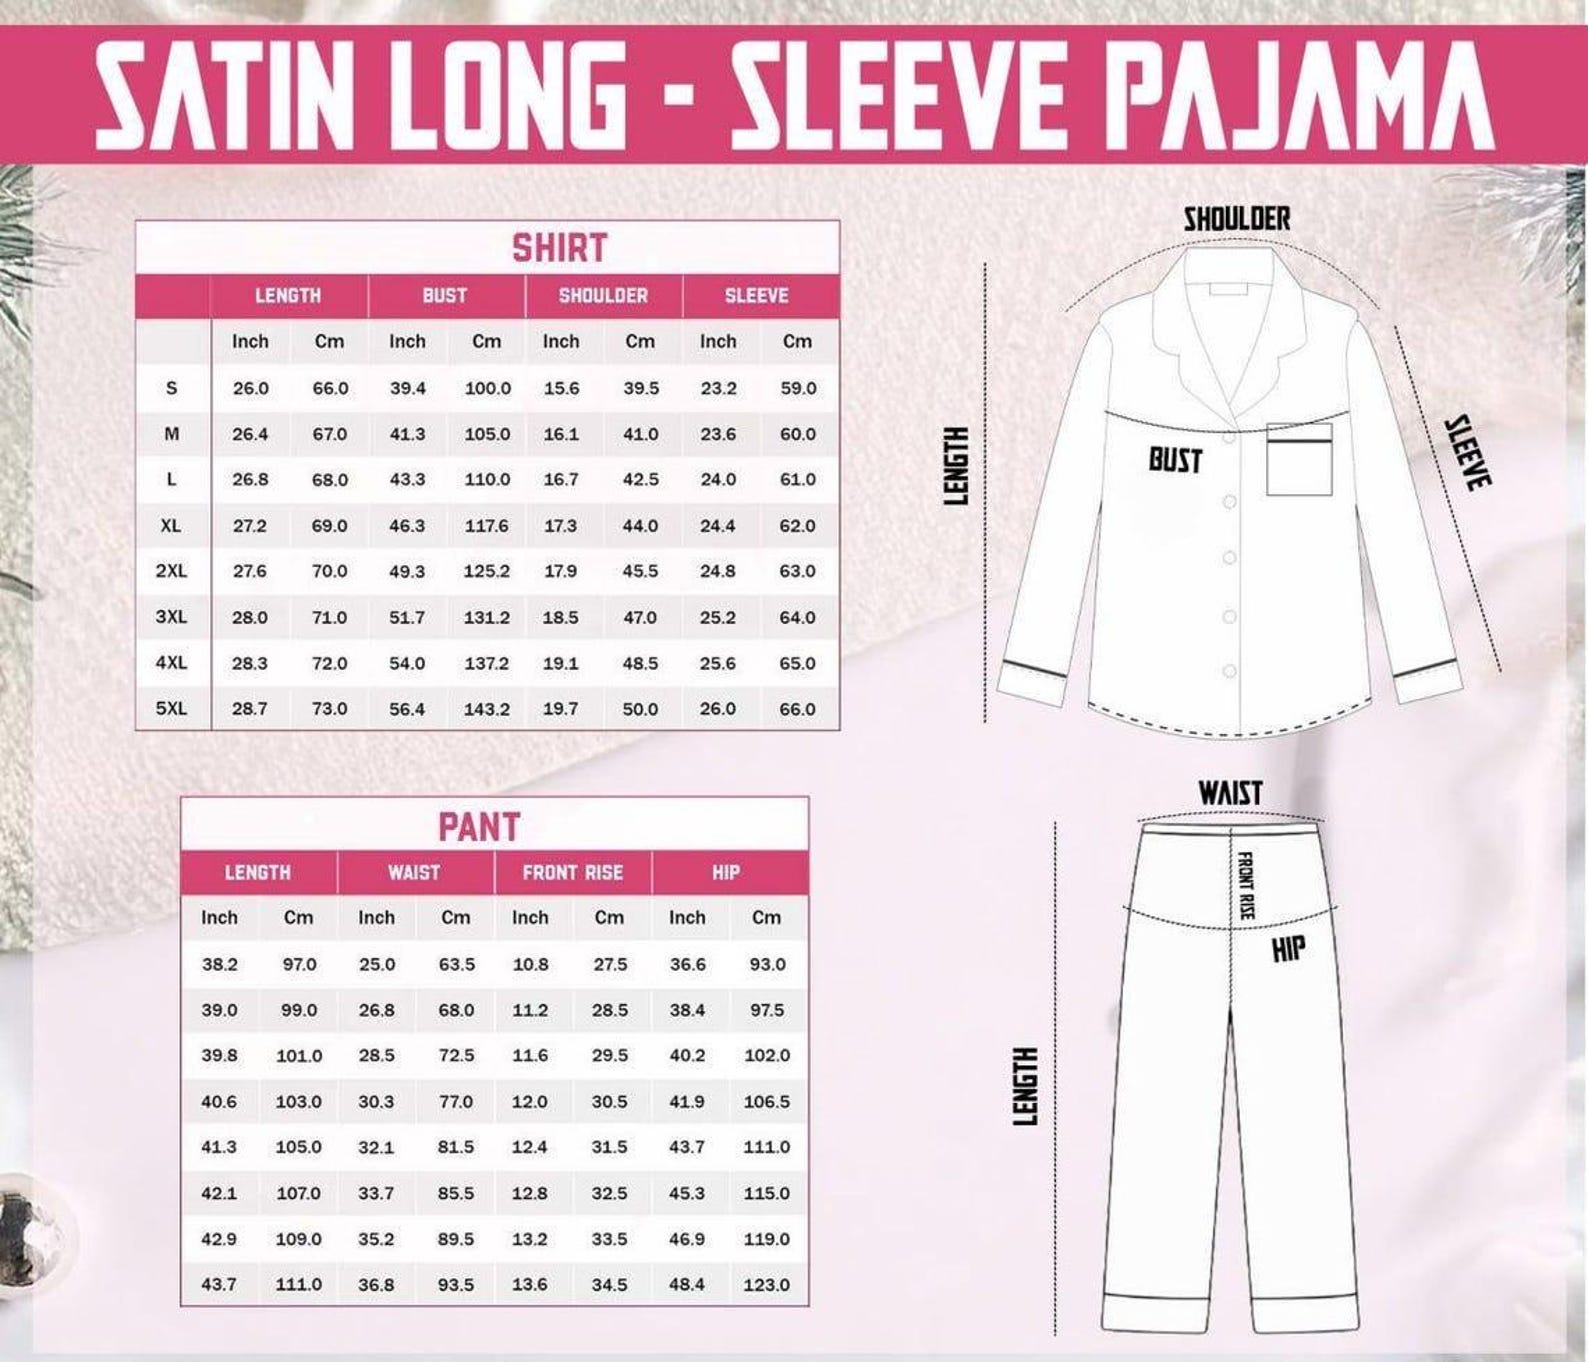 SATIN LONG - SLEEVE PAJAMA
SHIRT
LENGTH BUST SHOULDER SLEEVE
Inch Cm Inch Cm Inch Cm Inch Cm
S 26.0 66.0 39.4 100.0 15.6 39.5 23.2 59.0
M 26.4 67.0 41.3 105.0 16.1 41.0 23.6 60.0
L 26.8 68.0 43.3 110.0 16.7 42.5 24.0 61.0
XL 27.2 69.0 46.3 117.6 17.3 44.0 24.4 62.0
2XL 27.6 70.0 49.3 125.2 17.9 45.5 24.8 63.0
3XL 28.0 71.0 51.7 131.2 18.5 47.0 25.2 64.0
4XL 28.3 72.0 54.0 137.2 19.1 48.5 25.6 65.0
5XL 28.7 73.0 56.4 143.2 19.7 50.0 26.0 66.0
SHOULDER
LENGTH
BUST
SLEEVE
PANT
LENGTH WAIST FRONT RISE HIP
Inch Cm Inch Cm Inch Cm Inch Cm
38.2 97.0 25.0 63.5 10.8 27.5 36.6 93.0
39.0 99.0 26.8 68.0 11.2 28.5 38.4 97.5
39.8 101.0 28.5 72.5 11.6 29.5 40.2 102.0
40.6 103.0 30.3 77.0 12.0 30.5 41.9 106.5
41.3 105.0 32.1 81.5 12.4 31.5 43.7 111.0
42.1 107.0 33.7 85.5 12.8 32.5 45.3 115.0
42.9 109.0 35.2 89.5 13.2 33.5 46.9 119.0
43.7 111.0 36.8 93.5 13.6 34.5 48.4 123.0
WAIST
FRONT RISE
HIP
LENGTH